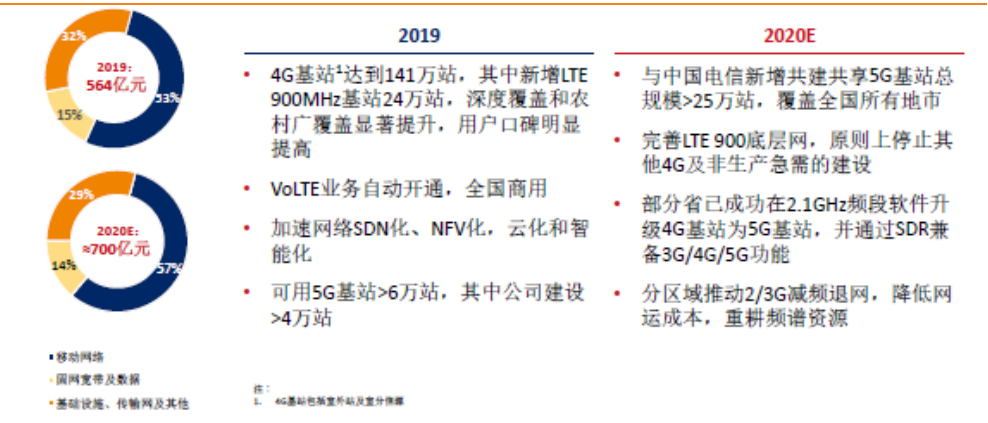 32%
2019:
564亿元
53%
15%
29%
2020E:
≈700亿元
14%
57%
▪移动网络
▪固网宽带及数据
▪基础设施、传输网及其他
2019
• 4G基站¹达到141万站，其中新增LTE
900MHz基站24万站，深度覆盖和农
村广覆盖显著提升，用户口碑明显
提高
• VoLTE业务自动开通，全国商用
• 加速网络SDN化、NFV化，云化和智
能化
• 可用5G基站>6万站，其中公司建设
>4万站
注：
1. 4G基站包括室外站及室分信源
2020E
• 与中国电信新增共建共享5G基站总
规模>25万站，覆盖全国所有地市
• 完善LTE 900底层网，原则上停止其
他4G及非生产急需的建设
• 部分省已成功在2.1GHz频段软件升
级4G基站为5G基站，并通过SDR兼
备3G/4G/5G功能
• 分区域推动2/3G减频退网，降低网
运成本，重耕频谱资源